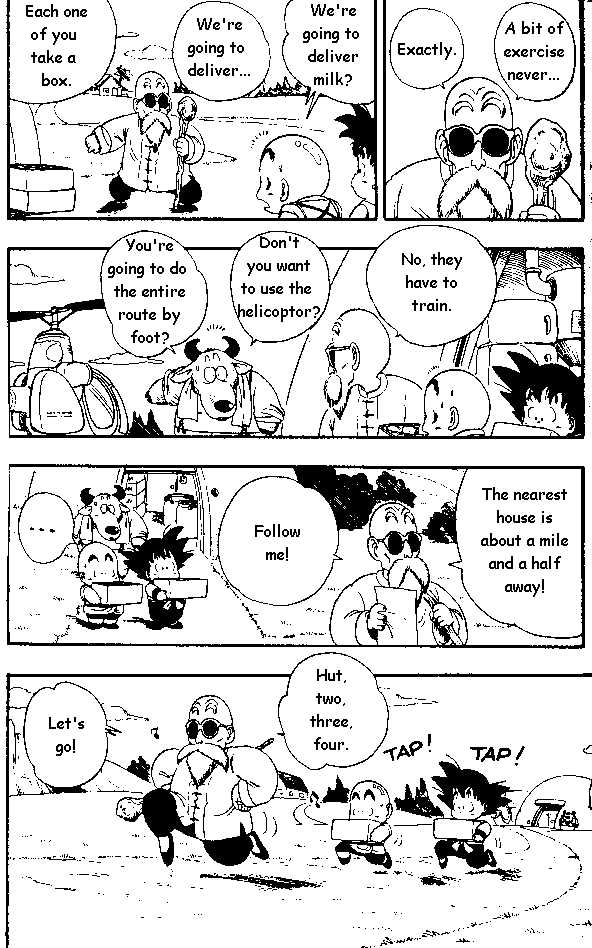 Each one
of you
take a
box.
We're
going to
deliver...
We're
going to
deliver
milk?
Exactly.
A bit of
exercise
never...
You're
going to do
the entire
route by
foot?
Don't
you want
to use the
helicoptor?
No, they
have to
train.
...
Follow
me!
The nearest
house is
about a mile
and a half
away!
Let's
go!
Hut,
two,
three,
four.
TAP!
TAP!